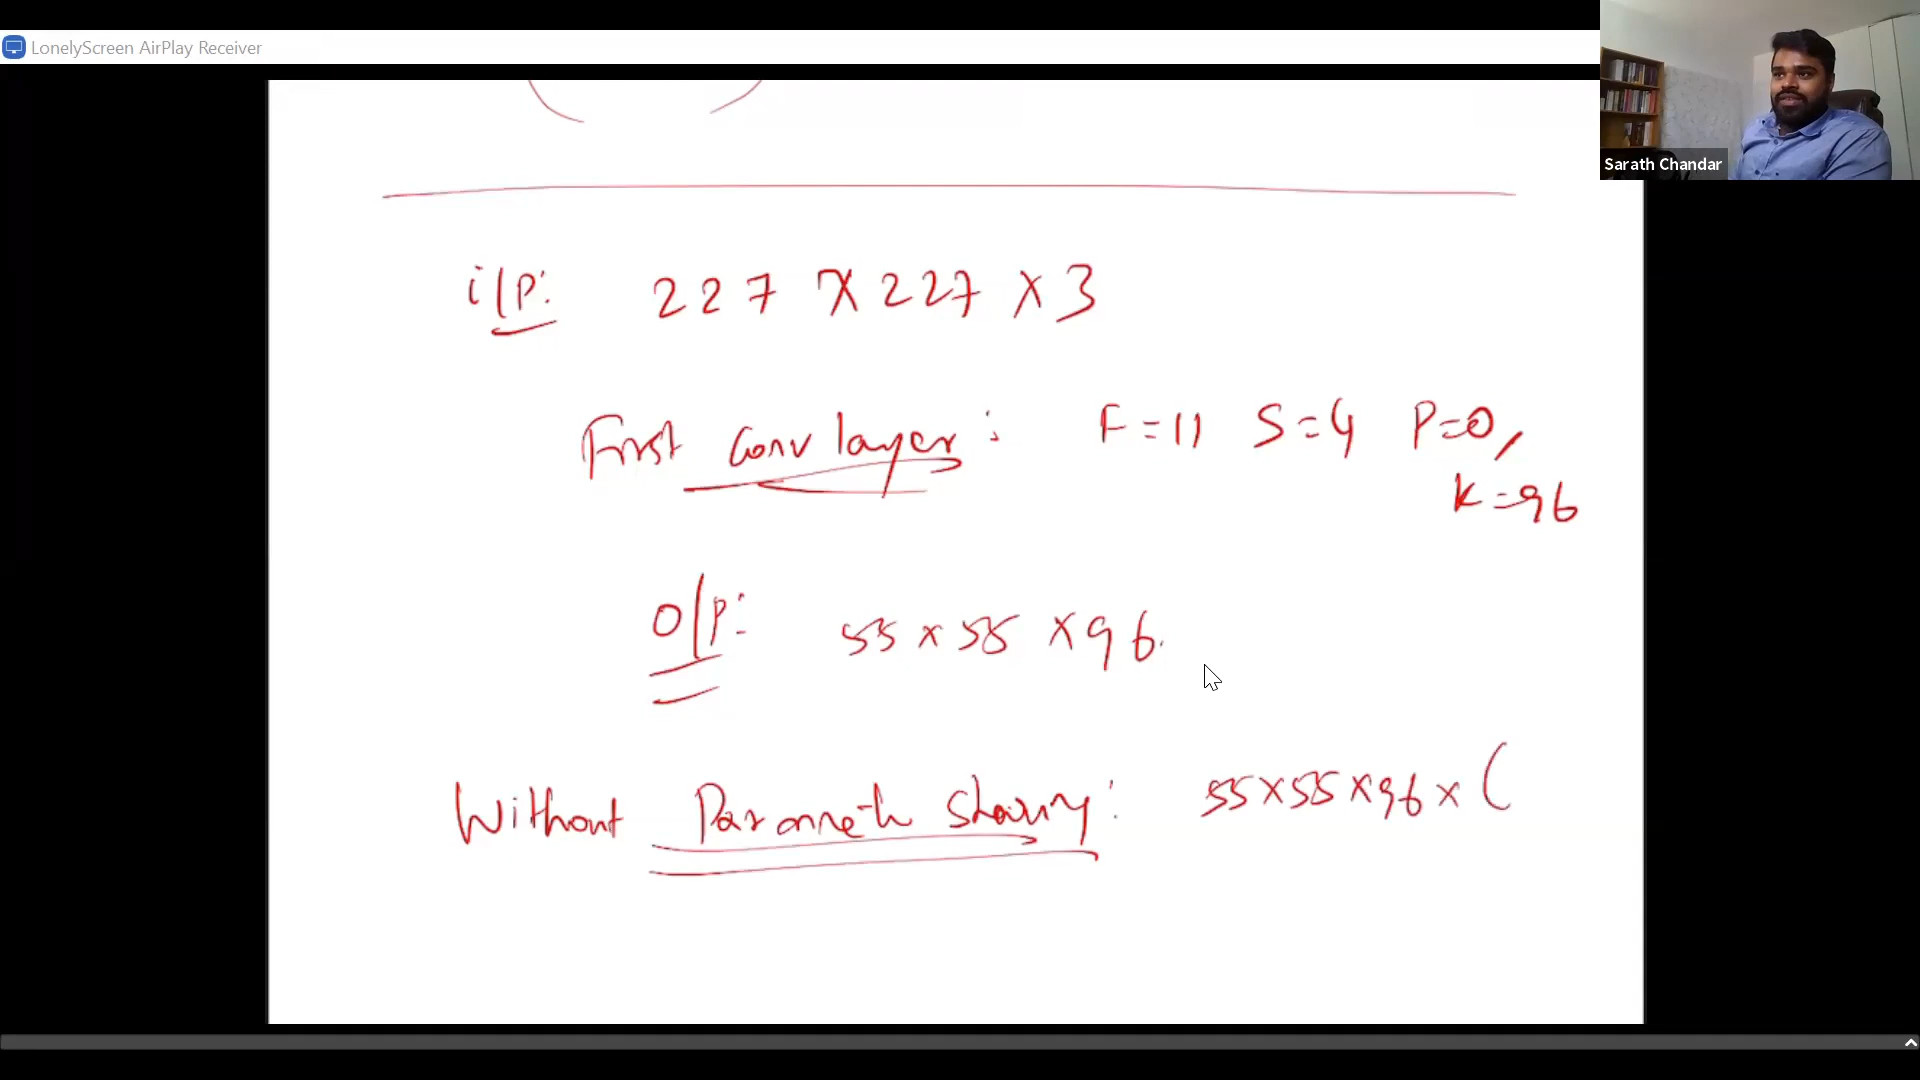 LonelyScreen AirPlay Receiver
Sarath Chandar
i/p: 227 X 227 X 3
First conv layer: F=11 S=4 P=0,
K=96
O/P: 55 x 55 x 96.
Without Parameter Sharing: 55x55x96x (